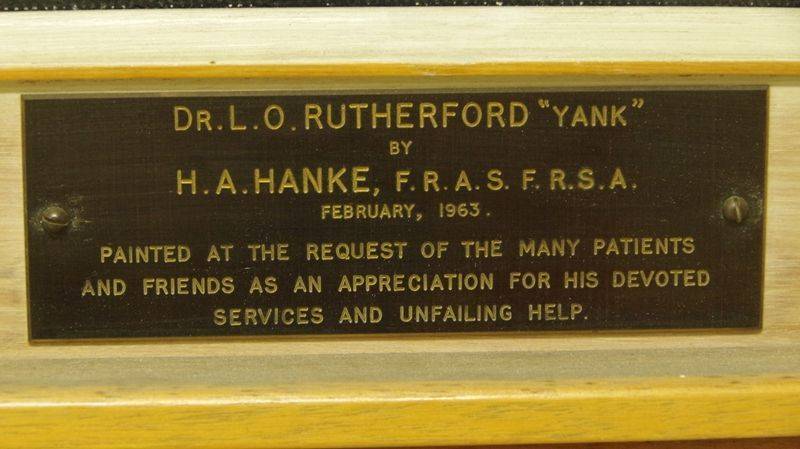 DR. L. O. RUTHERFORD "YANK"
BY
H. A. HANKE, F. R. A. S. F. R. S. A.
FEBRUARY, 1963.
PAINTED AT THE REQUEST OF THE MANY PATIENTS
AND FRIENDS AS AN APPRECIATION FOR HIS DEVOTED
SERVICES AND UNFAILING HELP.